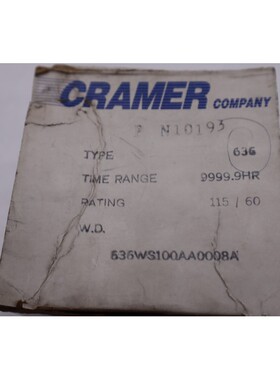 CRAMER COMPANY
N10193
TYPE 636
TIME RANGE 9999.9HR
RATING 115 / 60
W.D.
636WS100AA0008A